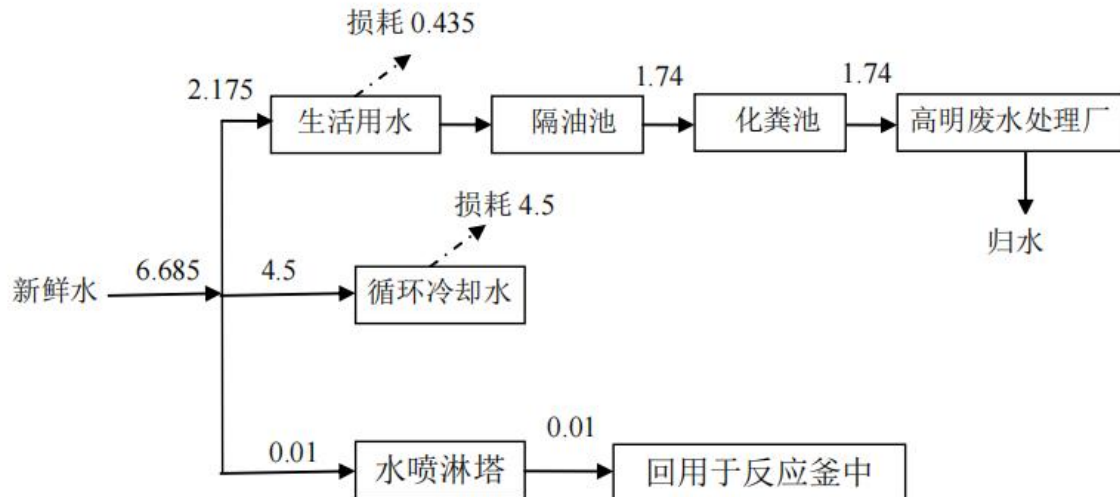 损耗 0.435
2.175
生活用水
隔油池
1.74
化粪池
1.74
高明废水处理厂
归水
损耗 4.5
新鲜水
6.685
4.5
循环冷却水
0.01
水喷淋塔
0.01
回用于反应釜中